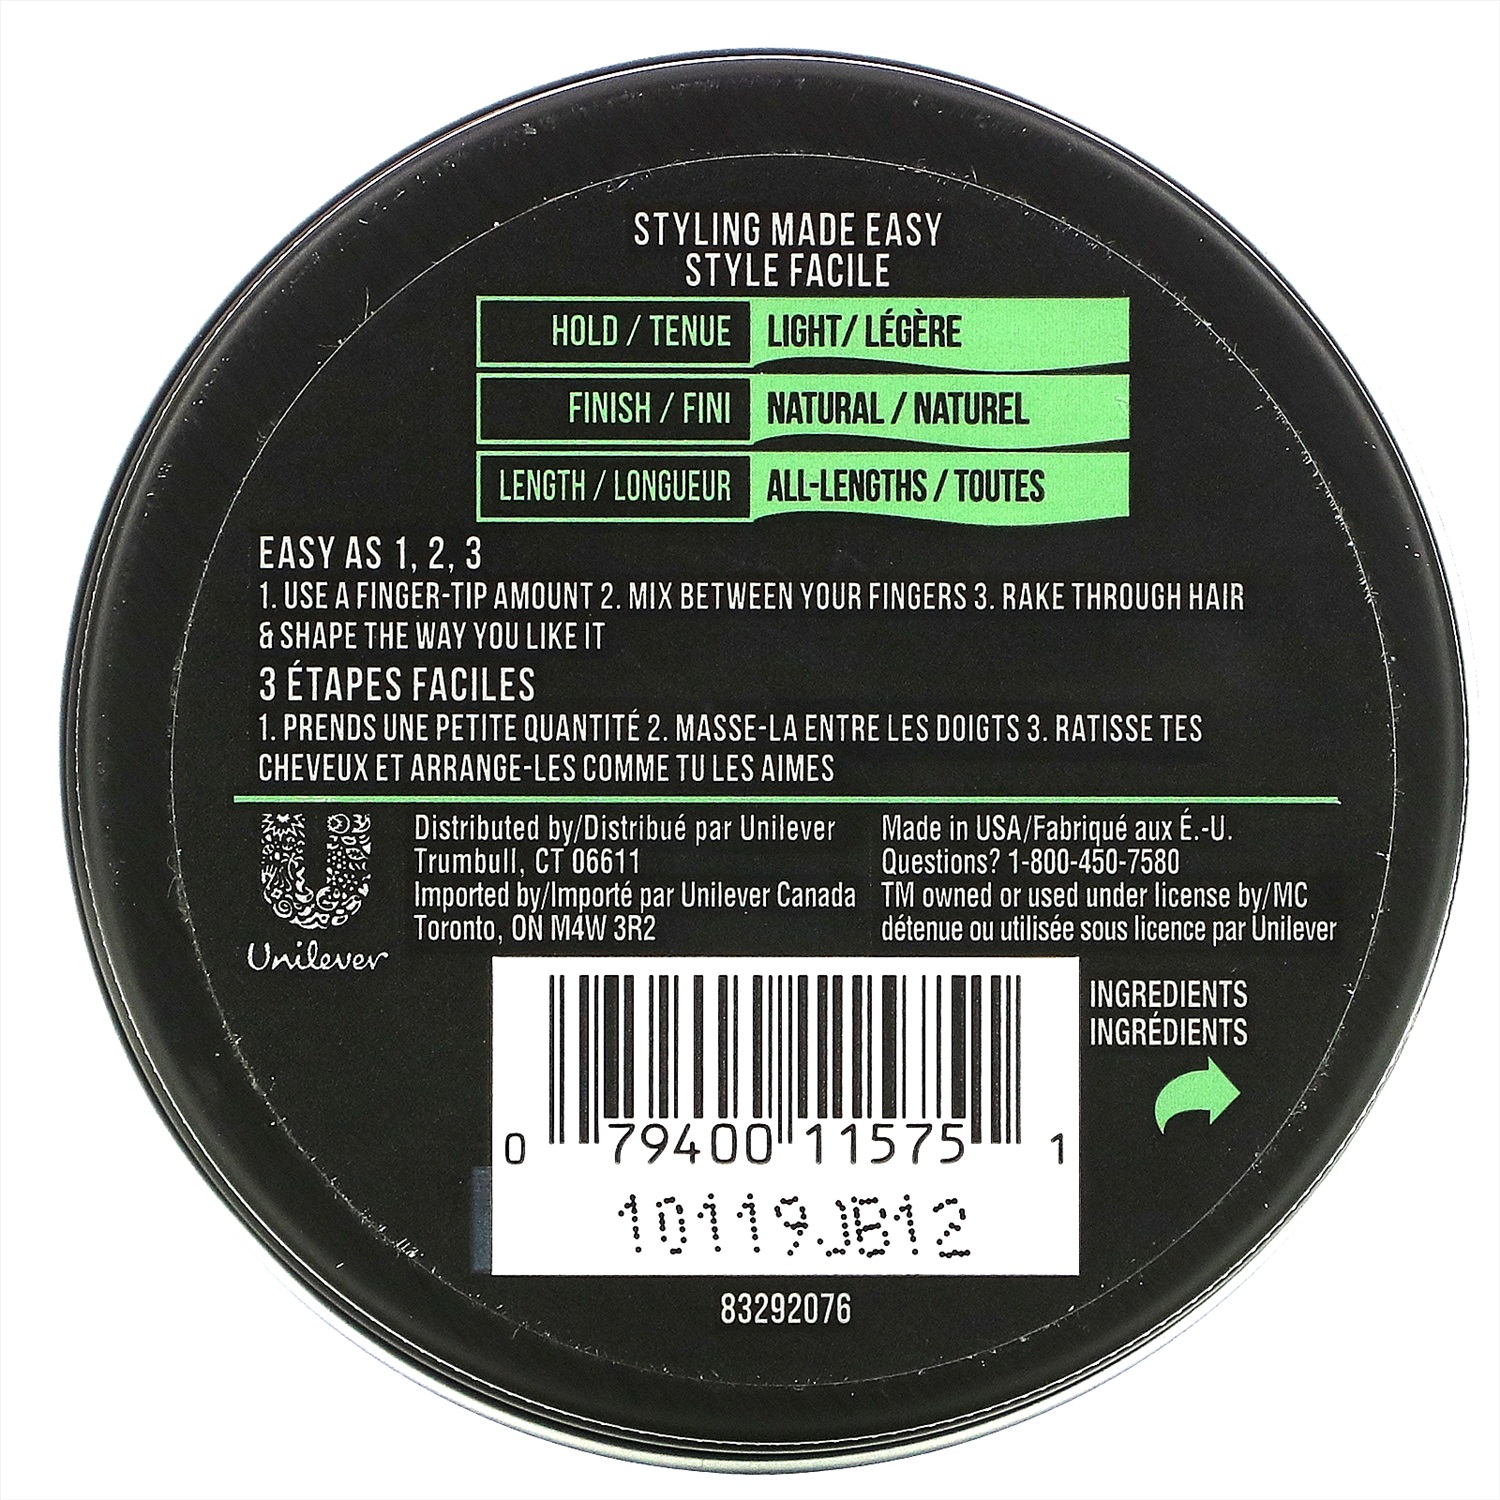 STYLING MADE EASY
STYLE FACILE
HOLD / TENUE LIGHT/ LÉGÈRE
FINISH / FINI NATURAL / NATUREL
LENGTH / LONGUEUR ALL-LENGTHS / TOUTES
EASY AS 1, 2, 3
1. USE A FINGER-TIP AMOUNT 2. MIX BETWEEN YOUR FINGERS 3. RAKE THROUGH HAIR
& SHAPE THE WAY YOU LIKE IT
3 ÉTAPES FACILES
1. PRENDS UNE PETITE QUANTITÉ 2. MASSE-LA ENTRE LES DOIGTS 3. RATISSE TES
CHEVEUX ET ARRANGE-LES COMME TU LES AIMES
Unilever
Distributed by/Distribué par Unilever
Trumbull, CT 06611
Imported by/Importé par Unilever Canada
Toronto, ON M4W 3R2
Made in USA/Fabriqué aux É.-U.
Questions? 1-800-450-7580
TM owned or used under license by/MC
détenue ou utilisée sous licence par Unilever
INGREDIENTS
INGRÉDIENTS
0 79400 11575 1
10119JB12
83292076